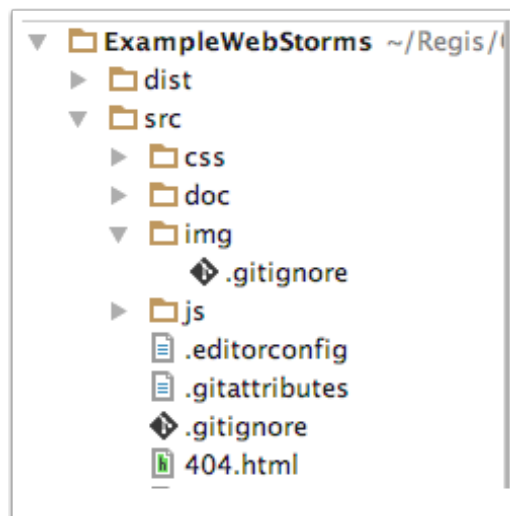 ExampleWebStorms ~/Regis/
dist
src
css
doc
img
.gitignore
js
.editorconfig
.gitattributes
.gitignore
404.html